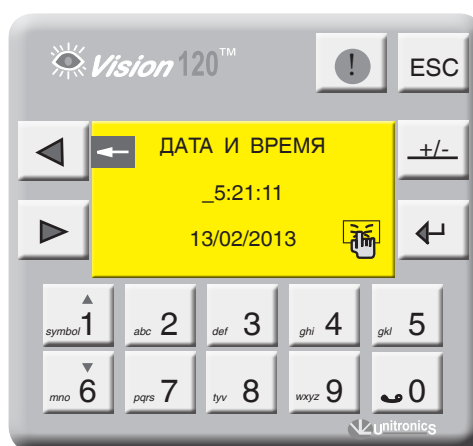 Vision 120™
!
ESC
ДАТА И ВРЕМЯ
+/-
_5:21:11
13/02/2013
symbol 1
abc 2
def 3
ghi 4
gkl 5
mno 6
pqrs 7
tyv 8
wxyz 9
0
unitronics